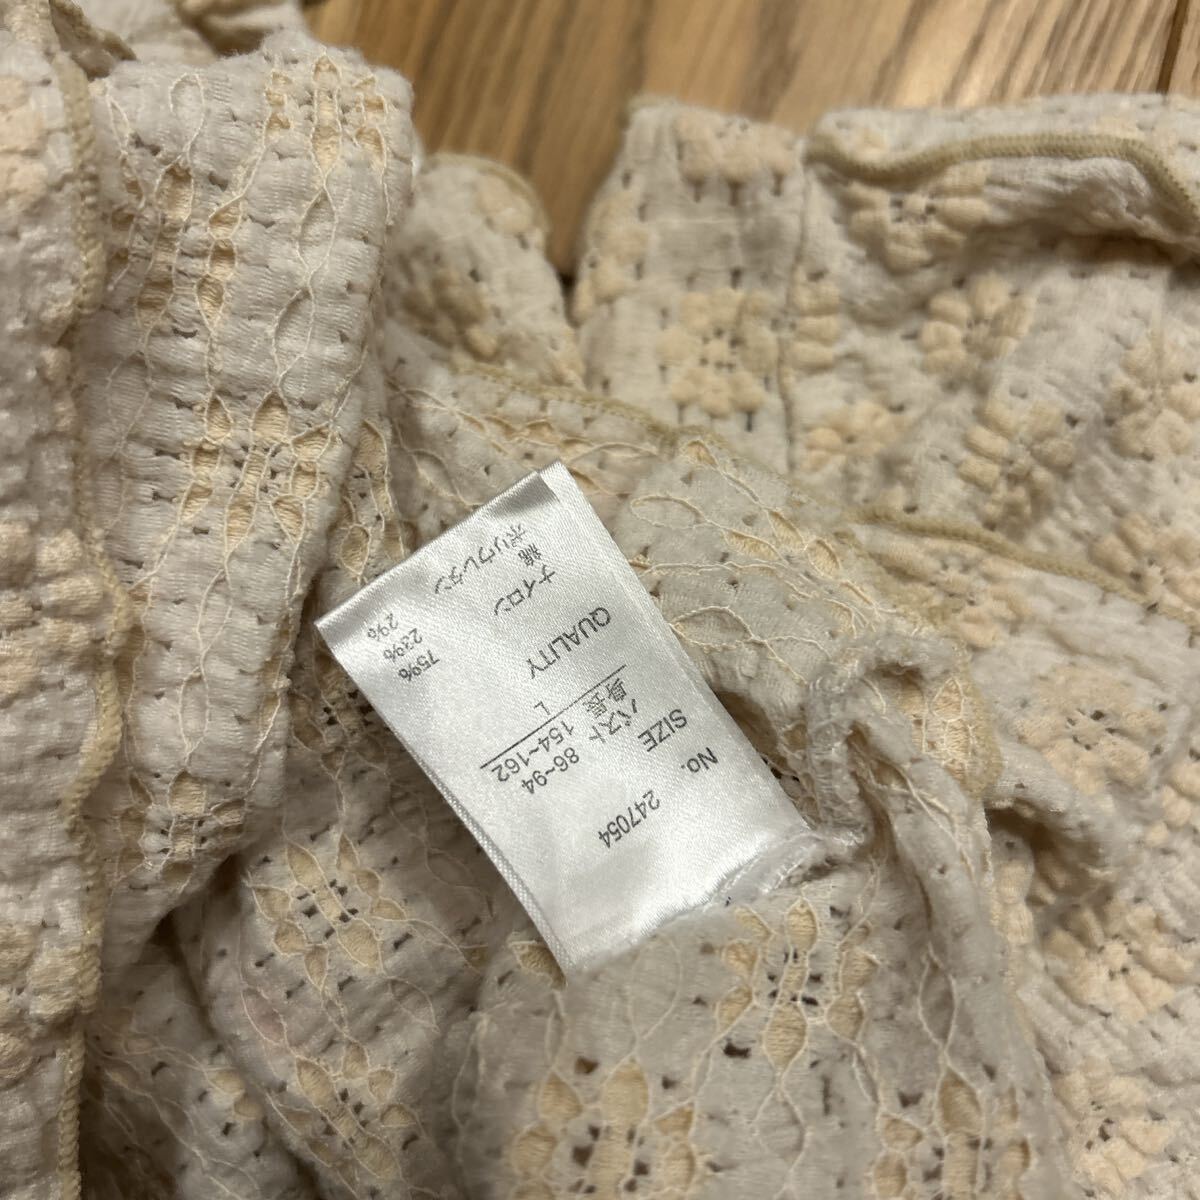 No. 247054
SIZE
バスト 86~94
身長 154~162
L
QUALITY
ナイロン 75%
綿 23%
ポリウレタン 2%